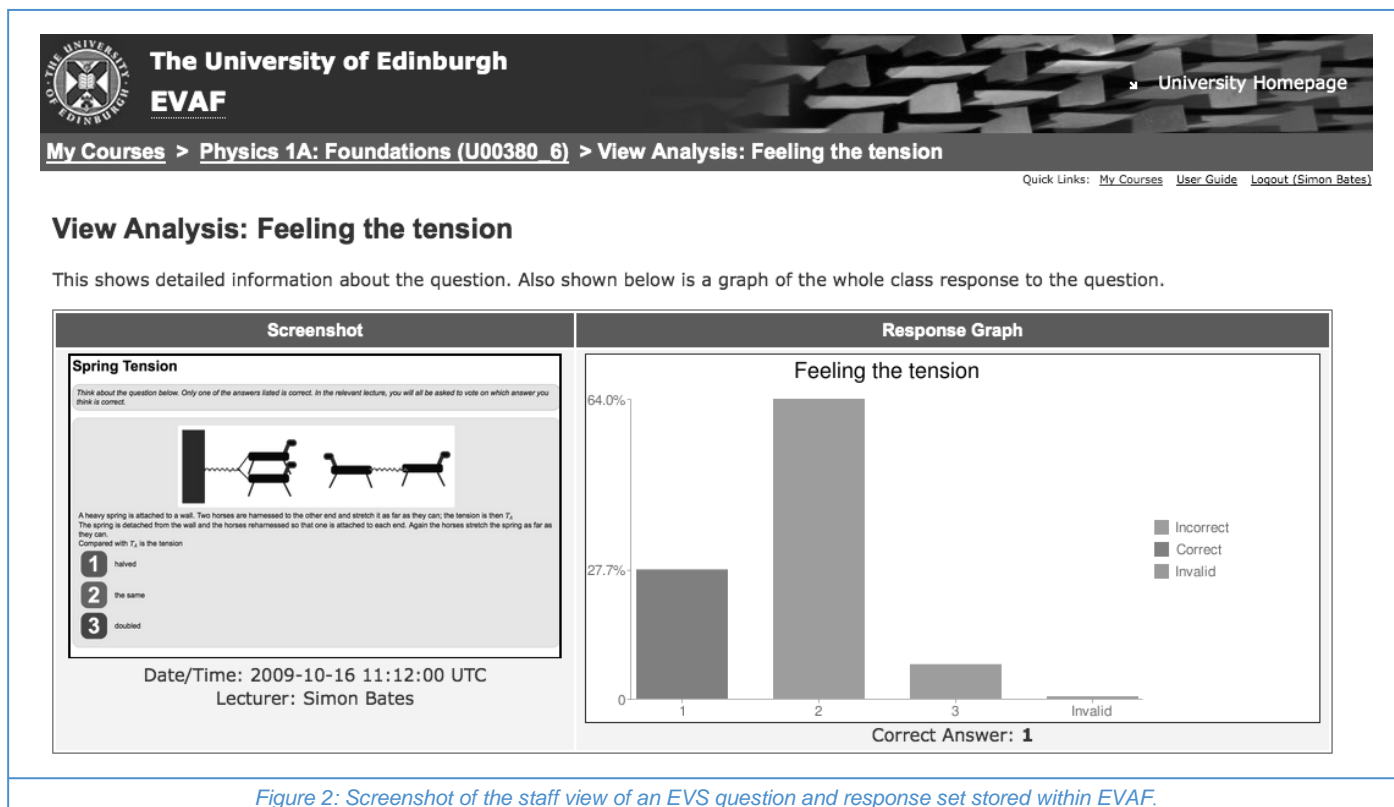 THE UNIVERSITY OF EDINBURGH
The University of Edinburgh
EVAF
University Homepage
My Courses > Physics 1A: Foundations (U00380_6) > View Analysis: Feeling the tension
Quick Links: My Courses User Guide Logout (Simon Bates)
View Analysis: Feeling the tension
This shows detailed information about the question. Also shown below is a graph of the whole class response to the question.
Screenshot
Spring Tension
Think about the question below. Only one of the answers listed is correct. In the relevant lecture, you will all be asked to vote on which answer you
think is correct.
A heavy spring is attached to a wall. Two horses are harnessed to the other end and stretch it as far as they can; the tension is then T_A
The spring is detached from the wall and the horses reharnessed so that one is attached to each end. Again the horses stretch the spring as far as
they can.
Compared with T_A is the tension
1 halved
2 the same
3 doubled
Date/Time: 2009-10-16 11:12:00 UTC
Lecturer: Simon Bates
Response Graph
Feeling the tension
64.0%
27.7%
0
1 2 3 Invalid
Incorrect
Correct
Invalid
Correct Answer: 1
Figure 2: Screenshot of the staff view of an EVS question and response set stored within EVAF.